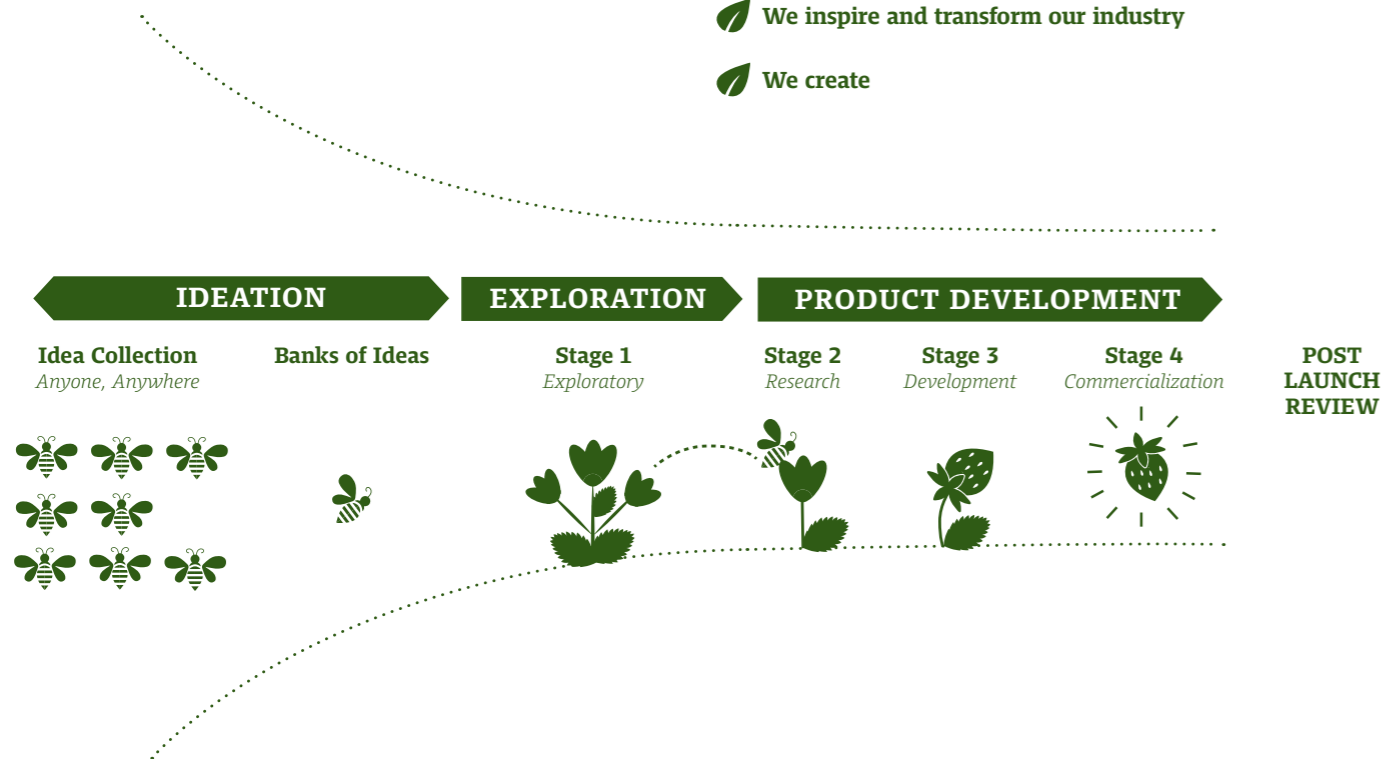 We inspire and transform our industry
We create
IDEATION
EXPLORATION
PRODUCT DEVELOPMENT
Idea Collection
Anyone, Anywhere
Banks of Ideas
Stage 1
Exploratory
Stage 2
Research
Stage 3
Development
Stage 4
Commercialization
POST
LAUNCH
REVIEW